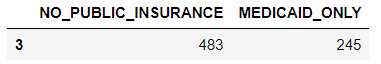 NO_PUBLIC_INSURANCE MEDICAID_ONLY
3 483 245